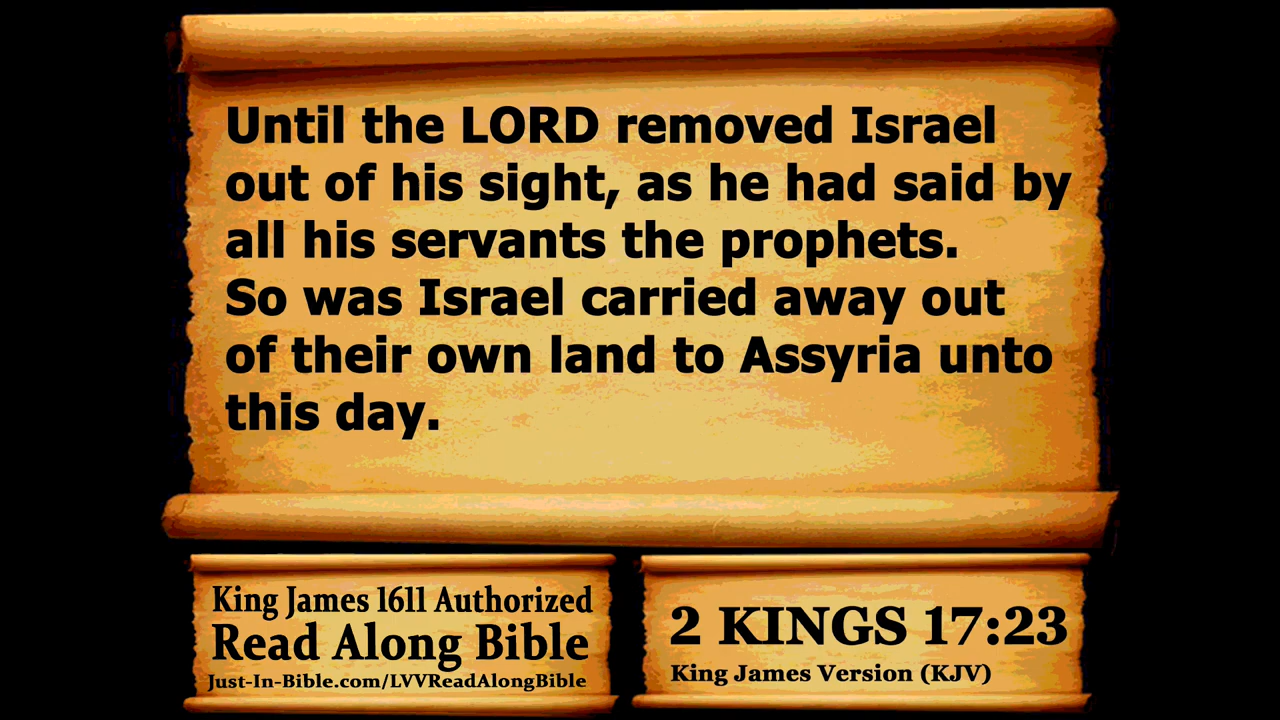 Until the LORD removed Israel
out of his sight, as he had said by
all his servants the prophets.
So was Israel carried away out
of their own land to Assyria unto
this day.
King James 1611 Authorized
Read Along Bible
Just-In-Bible.com/LVVReadAlongBible
2 KINGS 17:23
King James Version (KJV)